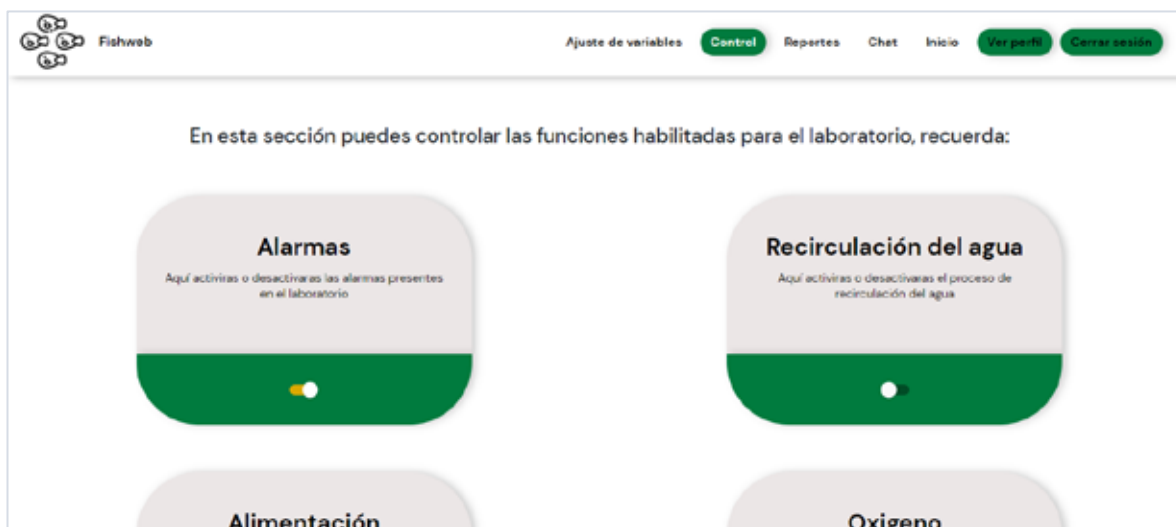 Fishweb
Ajuste de variables Control Reportes Chat Inicio Ver perfil Cerrar sesión
En esta sección puedes controlar las funciones habilitadas para el laboratorio, recuerda:
Alarmas
Aquí activiras o desactivaras las alarmas presentes
en el laboratorio
Recirculación del agua
Aquí activiras o desactivaras el proceso de
recirculación del agua
Alimentación
Oxigeno